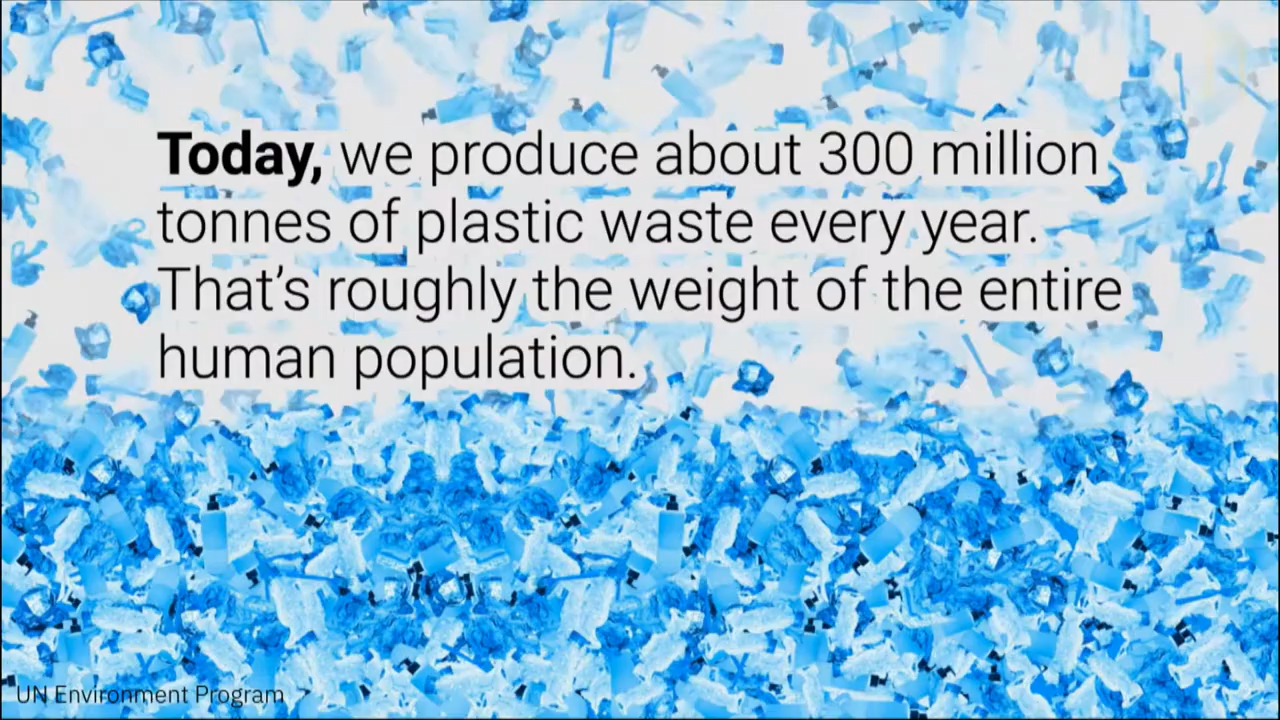 Today, we produce about 300 million
tonnes of plastic waste every year.
That’s roughly the weight of the entire
human population.
UN Environment Program